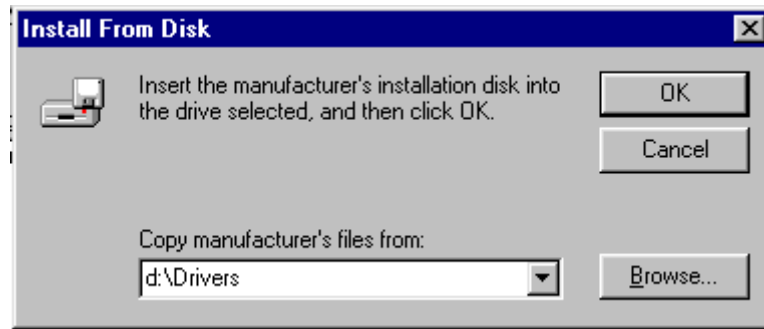 Install From Disk
Insert the manufacturer's installation disk into
the drive selected, and then click OK.
OK
Cancel
Copy manufacturer's files from:
d:\Drivers
Browse...